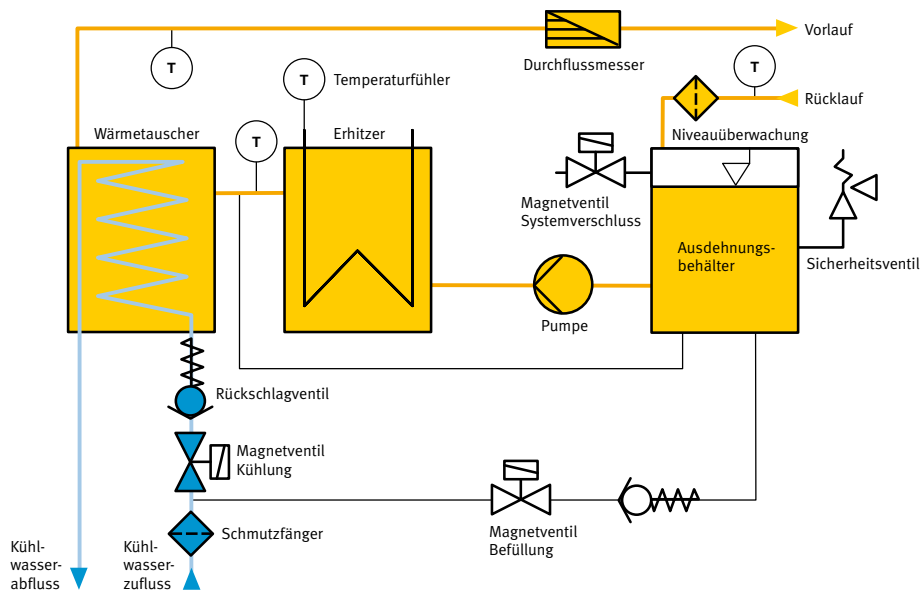 Vorlauf
Durchflussmesser
T
T
T
Temperaturfühler
Rücklauf
Wärmetauscher
T
Erhitzer
Niveauüberwachung
Magnetventil
Systemverschluss
Ausdehnungs-
behälter
Sicherheitsventil
Pumpe
Rückschlagventil
Magnetventil
Kühlung
Magnetventil
Befüllung
Schmutzfänger
Kühl-
wasser-
abfluss
Kühl-
wasser-
zufluss